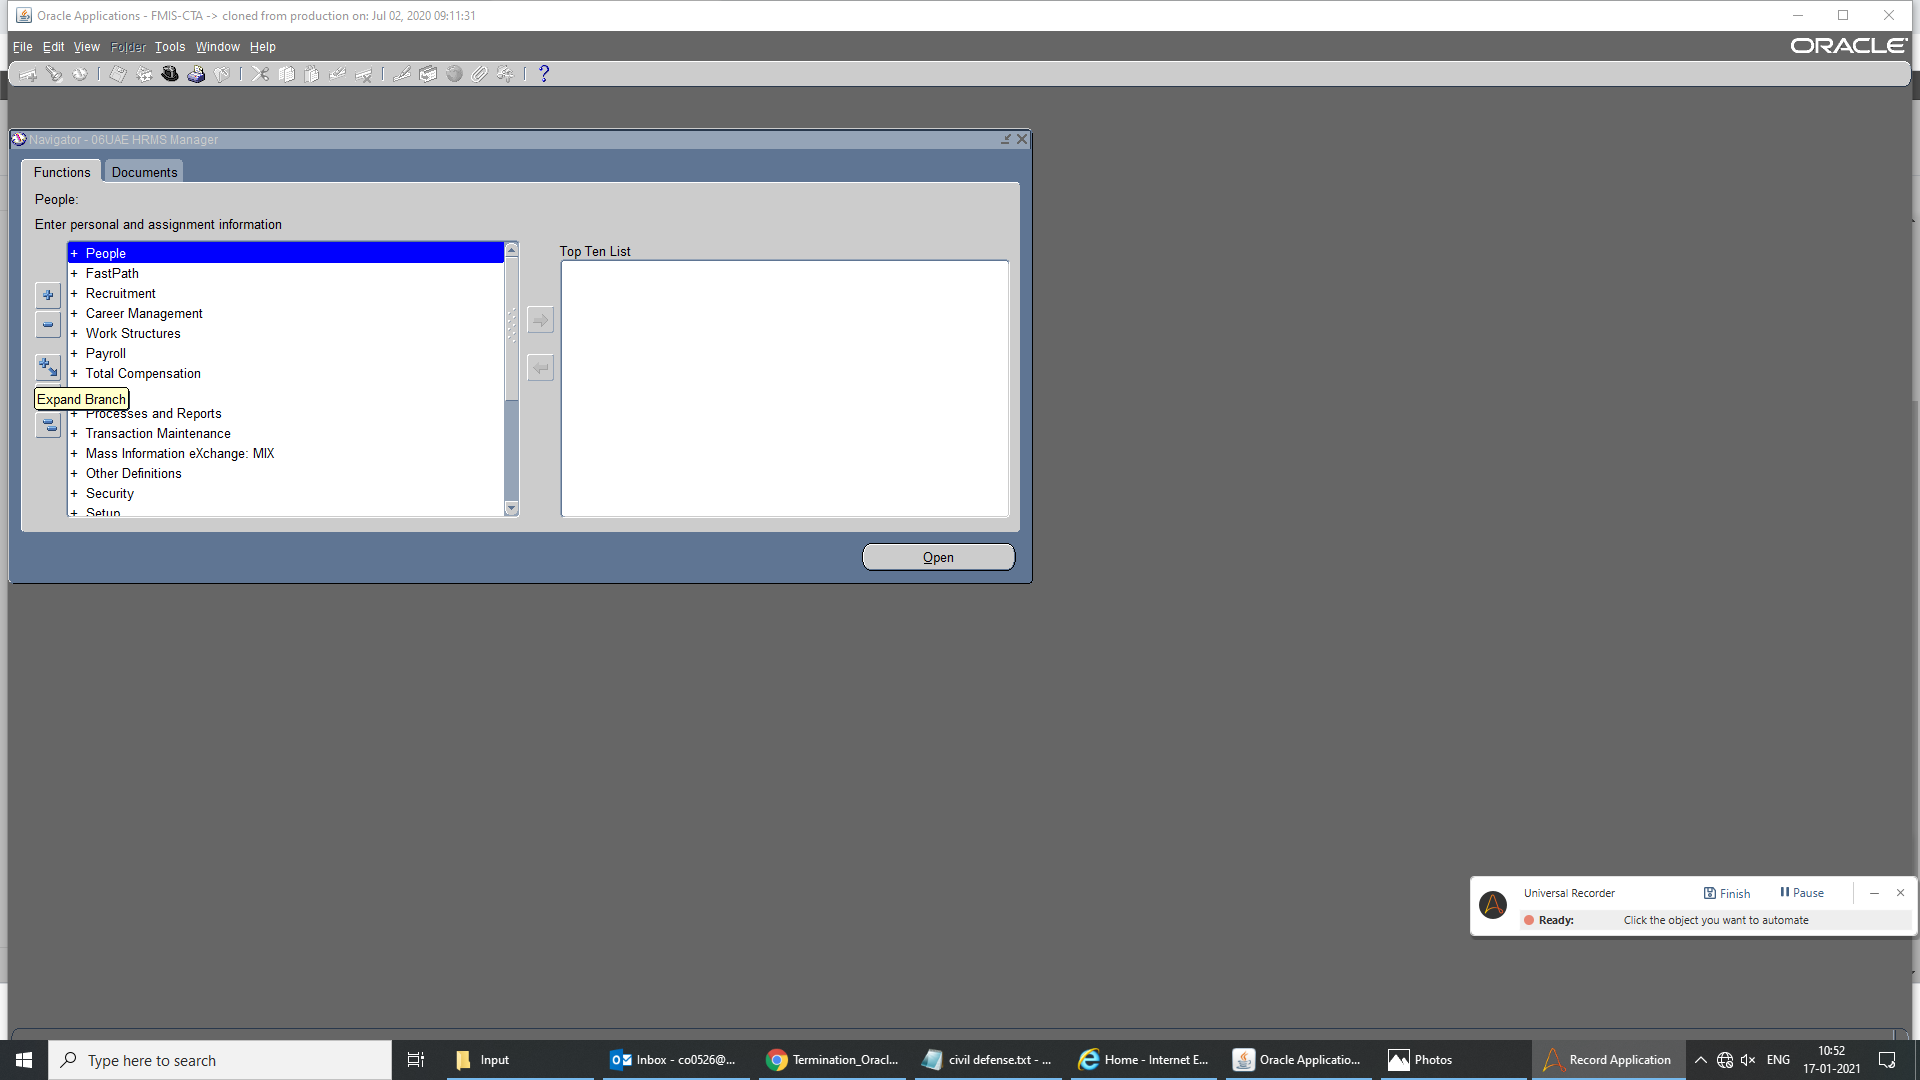 Oracle Applications - FMIS-CTA -> cloned from production on: Jul 02, 2020 09:11:31
File Edit View Folder Tools Window Help
ORACLE
Navigator - 06UAE HRMS Manager
Functions Documents
People:
Enter personal and assignment information
Top Ten List
+ People
+ FastPath
+ Recruitment
+ Career Management
+ Work Structures
+ Payroll
+ Total Compensation
Expand Branch
+ Processes and Reports
+ Transaction Maintenance
+ Mass Information eXchange: MIX
+ Other Definitions
+ Security
+ Setup
Open
Universal Recorder Finish Pause
Ready: Click the object you want to automate
Type here to search
Input
Inbox - co0526@...
Termination_Oracl...
civil defense.txt - ...
Home - Internet E...
Oracle Applicatio...
Photos
Record Application
ENG
10:52
17-01-2021